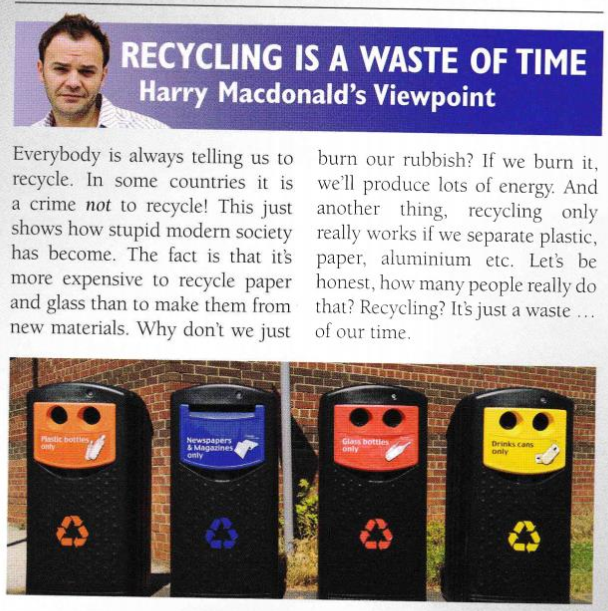 RECYCLING IS A WASTE OF TIME
Harry Macdonald's Viewpoint
Everybody is always telling us to
recycle. In some countries it is
a crime not to recycle! This just
shows how stupid modern society
has become. The fact is that it's
more expensive to recycle paper
and glass than to make them from
new materials. Why don't we just
burn our rubbish? If we burn it,
we'll produce lots of energy. And
another thing, recycling only
really works if we separate plastic,
paper, aluminium etc. Let's be
honest, how many people really do
that? Recycling? It's just a waste ...
of our time.
Plastic bottles
only
Newspapers
& Magazines
only
Glass bottles
only
Drinks cans
only